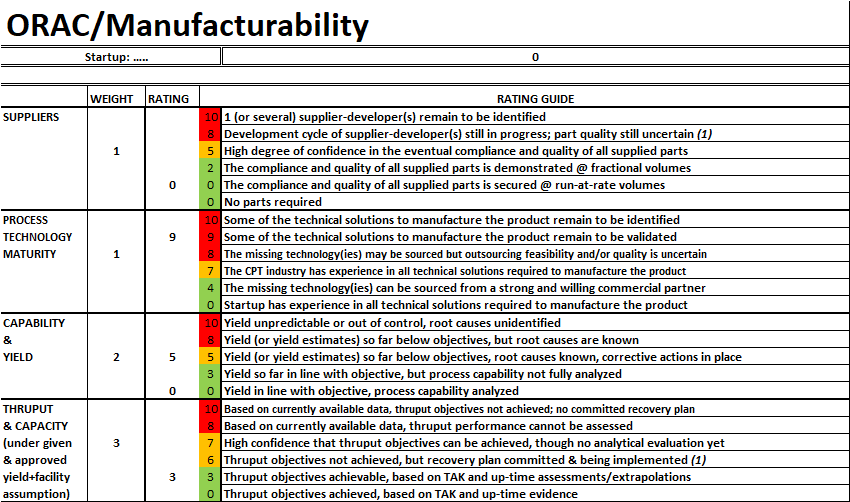 ORAC/Manufacturability
Startup: ..... 0
WEIGHT RATING RATING GUIDE
SUPPLIERS 10 1 (or several) supplier-developer(s) remain to be identified
8 Development cycle of supplier-developer(s) still in progress; part quality still uncertain (1)
1 5 High degree of confidence in the eventual compliance and quality of all supplied parts
2 The compliance and quality of all supplied parts is demonstrated @ fractional volumes
0 0 The compliance and quality of all supplied parts is secured @ run-at-rate volumes
0 No parts required
PROCESS 10 Some of the technical solutions to manufacture the product remain to be identified
TECHNOLOGY 9 9 Some of the technical solutions to manufacture the product remain to be validated
MATURITY 1 8 The missing technology(ies) may be sourced but outsourcing feasibility and/or quality is uncertain
7 The CPT industry has experience in all technical solutions required to manufacture the product
4 The missing technology(ies) can be sourced from a strong and willing commercial partner
0 Startup has experience in all technical solutions required to manufacture the product
CAPABILITY 10 Yield unpredictable or out of control, root causes unidentified
& 8 Yield (or yield estimates) so far below objectives, but root causes are known
YIELD 2 5 5 Yield (or yield estimates) so far below objectives, root causes known, corrective actions in place
3 Yield so far in line with objective, but process capability not fully analyzed
0 0 Yield in line with objective, process capability analyzed
THRUPUT 10 Based on currently available data, thruput objectives not achieved; no committed recovery plan
& CAPACITY 8 Based on currently available data, thruput performance cannot be assessed
(under given 3 7 High confidence that thruput objectives can be achieved, though no analytical evaluation yet
& approved 6 Thruput objectives not achieved, but recovery plan committed & being implemented (1)
yield+facility 3 3 Thruput objectives achievable, based on TAK and up-time assessments/extrapolations
assumption) 0 Thruput objectives achieved, based on TAK and up-time evidence